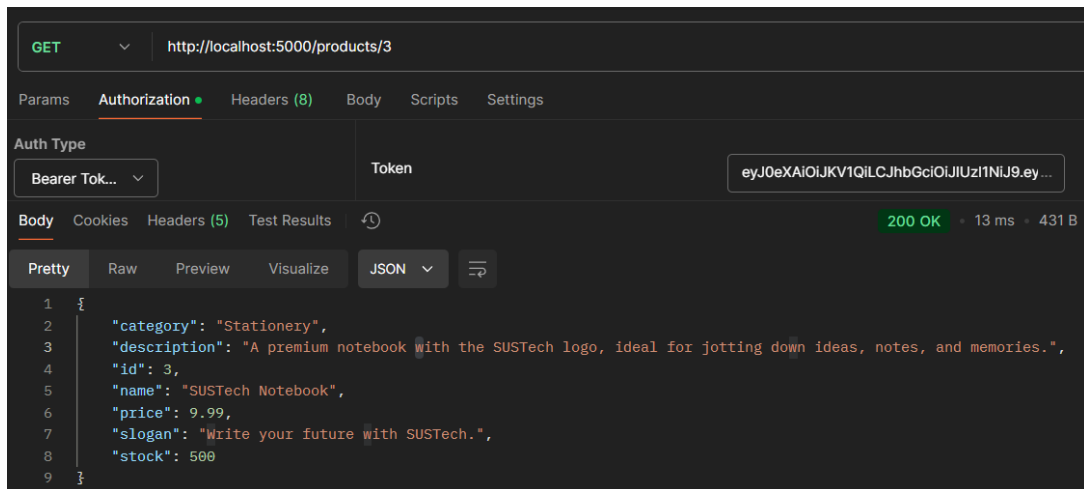 GET http://localhost:5000/products/3
Params Authorization Headers (8) Body Scripts Settings
Auth Type
Bearer Tok...
Token
eyJ0eXAiOiJKV1QiLCJhbGciOiJIUzI1NiJ9.ey...
Body Cookies Headers (5) Test Results 200 OK 13 ms 431 B
Pretty Raw Preview Visualize JSON
1 {
2 "category": "Stationery",
3 "description": "A premium notebook with the SUSTech logo, ideal for jotting down ideas, notes, and memories.",
4 "id": 3,
5 "name": "SUSTech Notebook",
6 "price": 9.99,
7 "slogan": "Write your future with SUSTech.",
8 "stock": 500
9 }